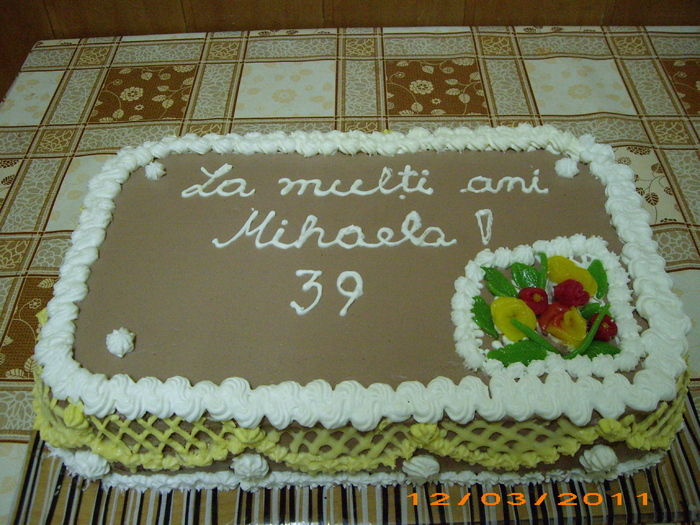 La mulți ani
Mihaela !
39
12/03/2011